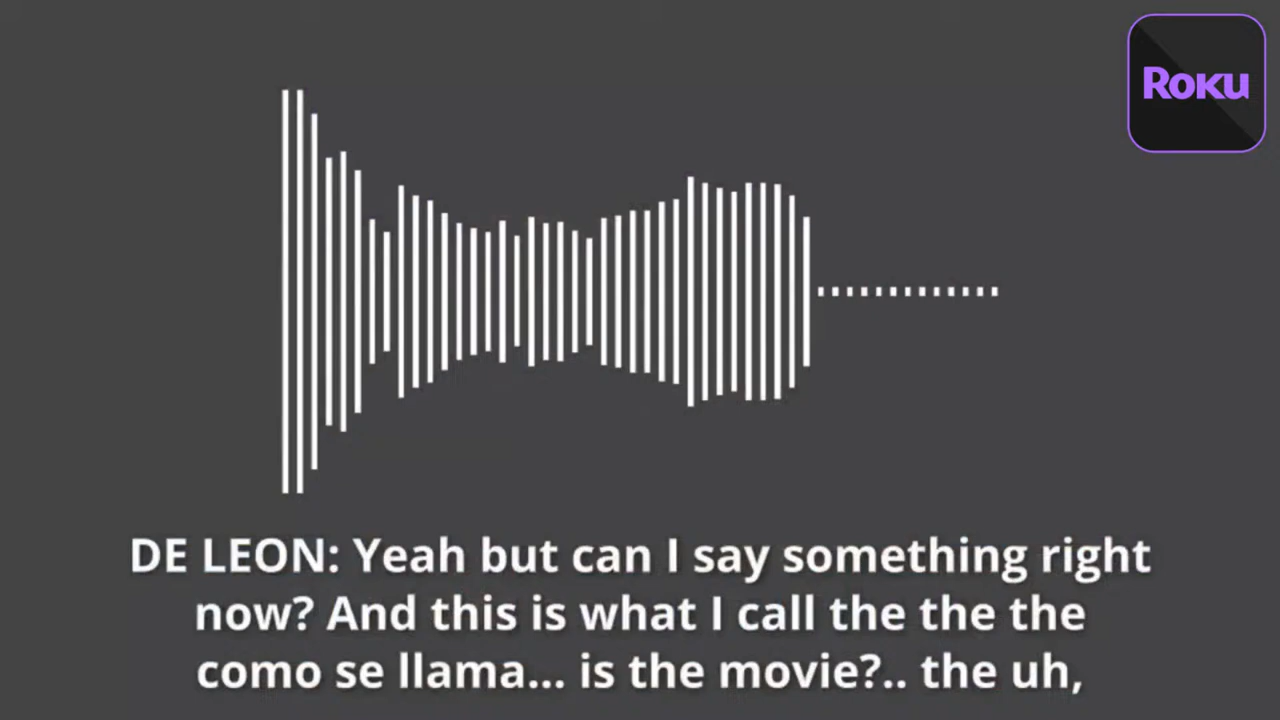 Roku
DE LEON: Yeah but can I say something right
now? And this is what I call the the the
como se llama... is the movie?.. the uh,